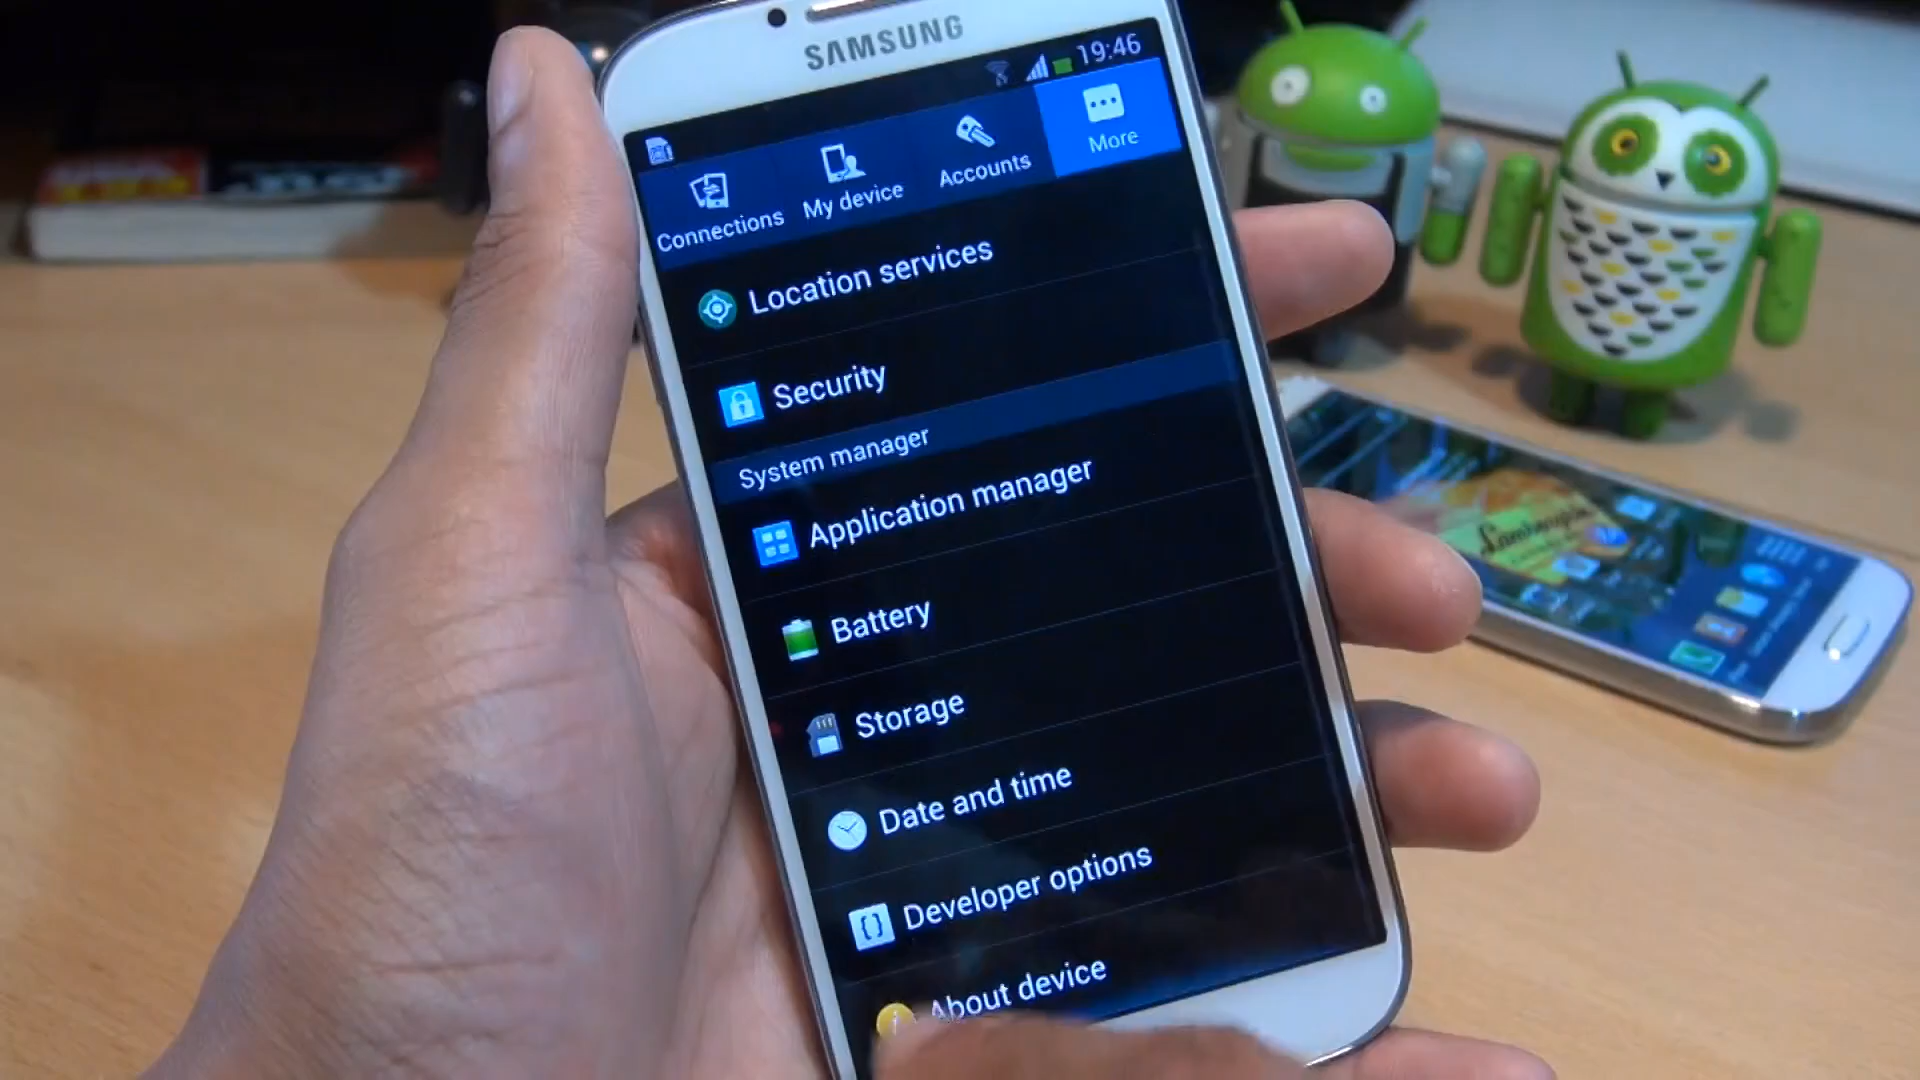 SAMSUNG
19:46
Connections
My device
Accounts
More
Location services
Security
System manager
Application manager
Battery
Storage
Date and time
Developer options
About device